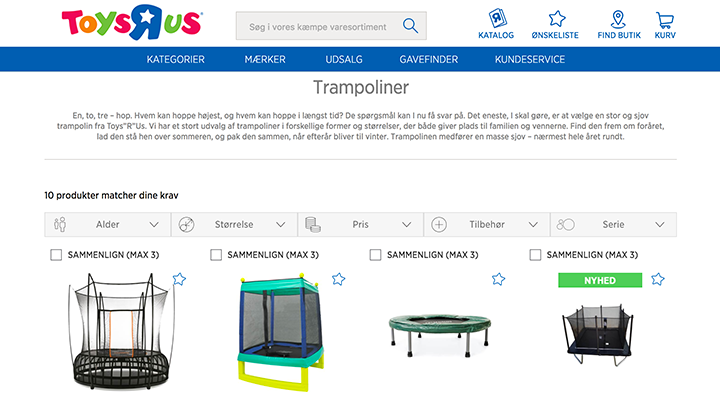 TOYSЯUS
Søg i vores kæmpe varesortiment
KATALOG
ØNSKELISTE
FIND BUTIK
KURV
KATEGORIER
MÆRKER
UDSALG
GAVEFINDER
KUNDESERVICE
Trampoliner
En, to, tre – hop. Hvem kan hoppe højest, og hvem kan hoppe i længst tid? De spørgsmål kan I nu få svar på. Det eneste, I skal gøre, er at vælge en stor og sjov
trampolin fra Toys"R"Us. Vi har et stort udvalg af trampoliner i forskellige former og størrelser, der både giver plads til familien og vennerne. Find den frem om foråret,
lad den stå hen over sommeren, og pak den sammen, når efterår bliver til vinter. Trampolinen medfører en masse sjov – nærmest hele året rundt.
10 produkter matcher dine krav
Alder
Størrelse
Pris
Tilbehør
Serie
SAMMENLIGN (MAX 3)
SAMMENLIGN (MAX 3)
SAMMENLIGN (MAX 3)
SAMMENLIGN (MAX 3)
NYHED